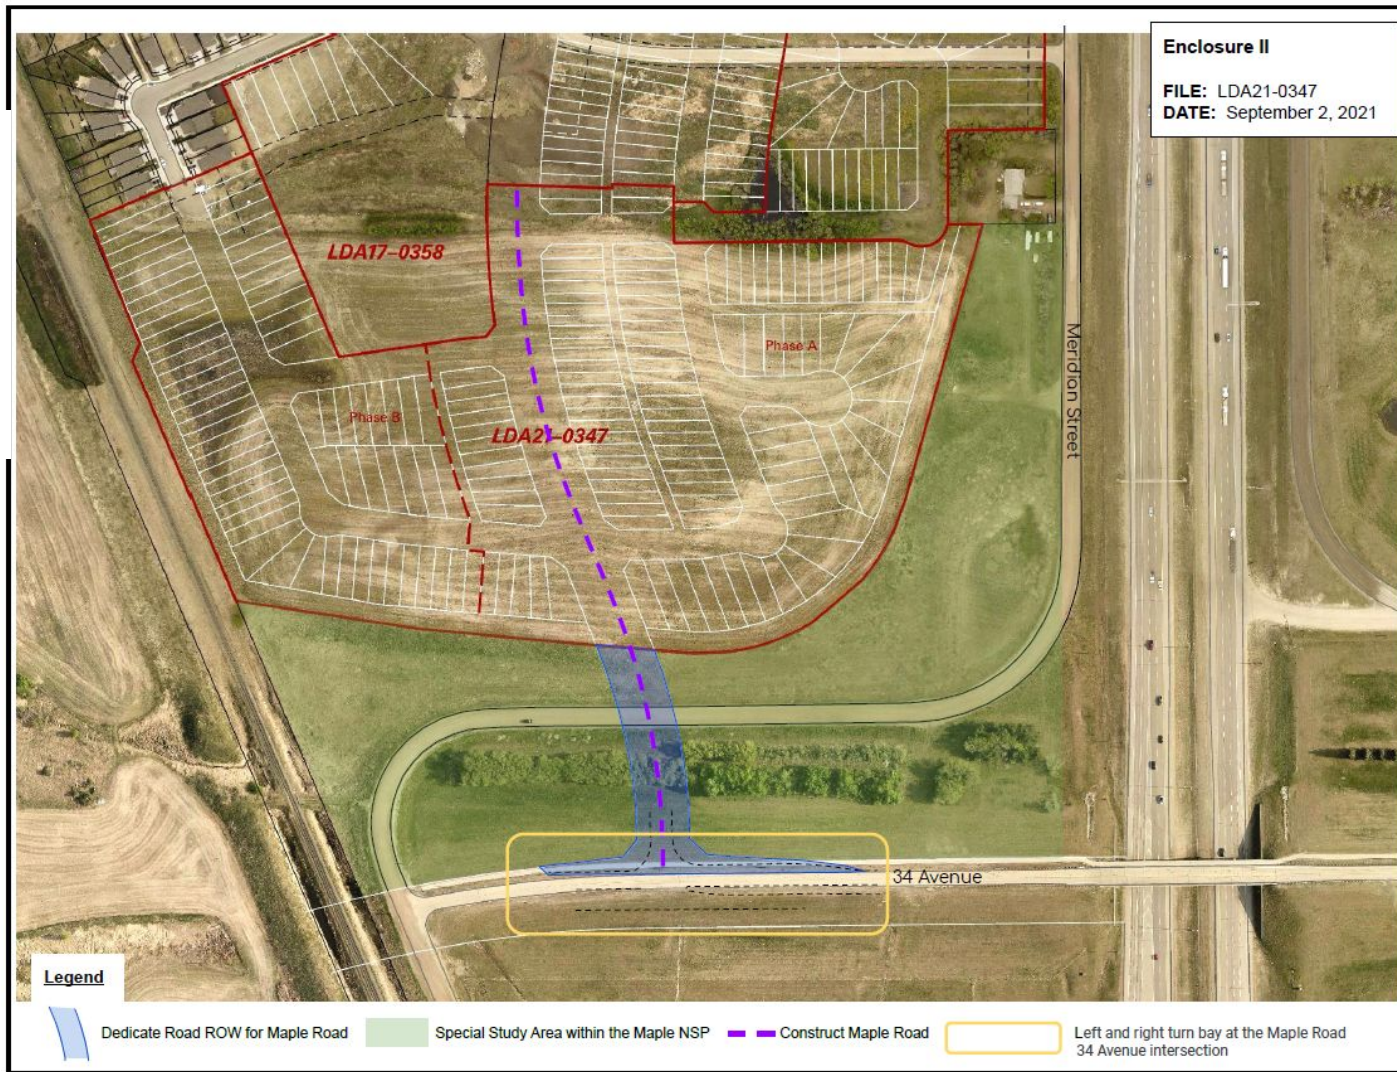 Enclosure II
FILE: LDA21-0347
DATE: September 2, 2021
LDA17-0358
Meridian Street
Phase A
Phase B
LDA21-0347
34 Avenue
Legend
Dedicate Road ROW for Maple Road
Special Study Area within the Maple NSP
Construct Maple Road
Left and right turn bay at the Maple Road
34 Avenue intersection